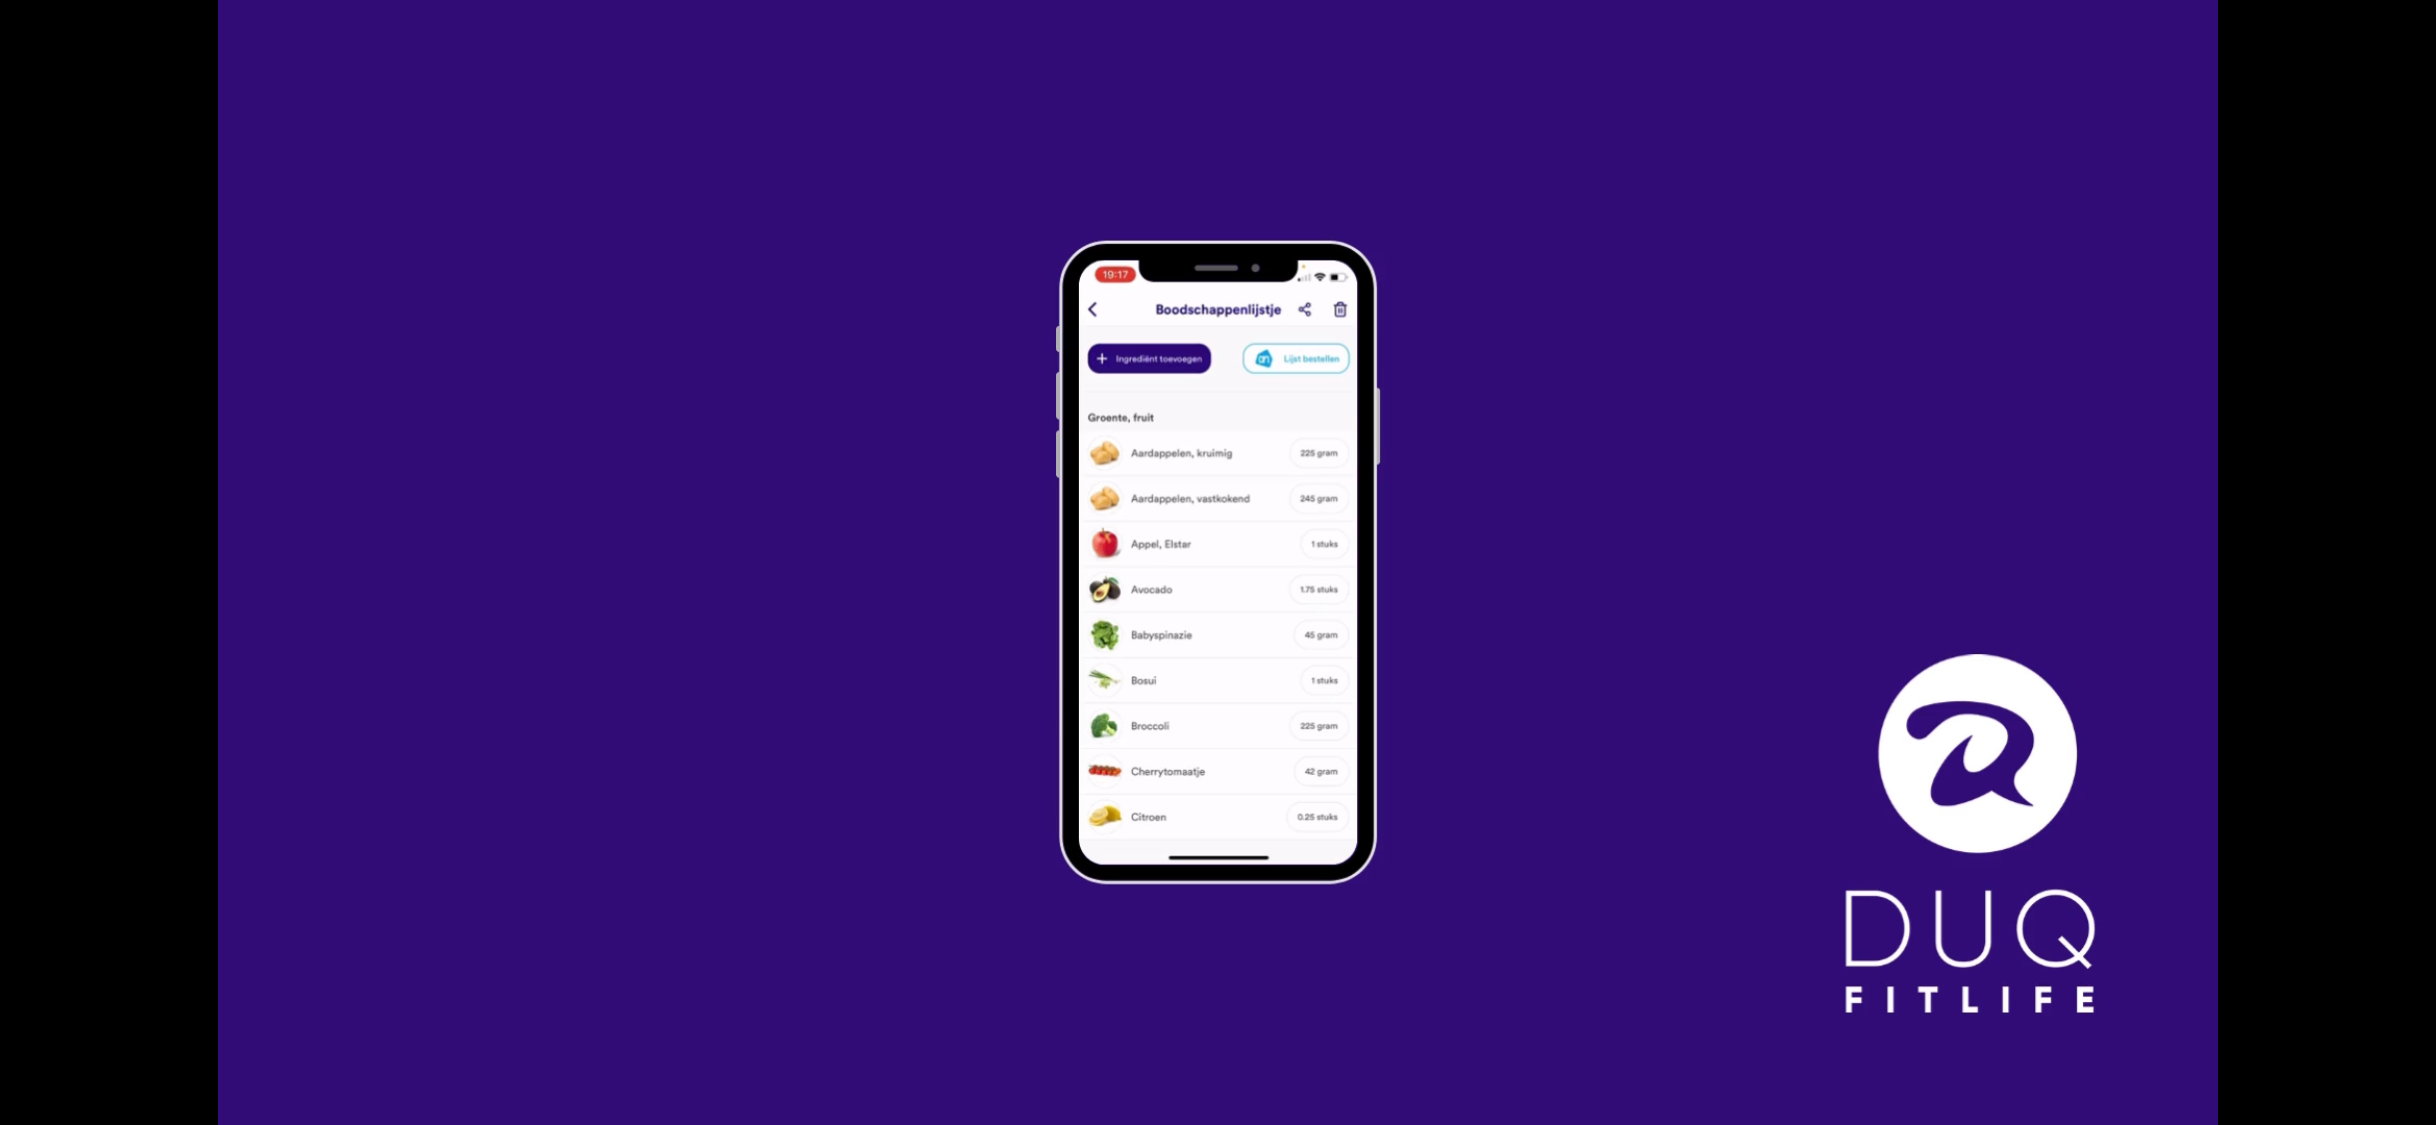 19:17
Boodschappenlijstje
+ Ingrediënt toevoegen
ah Lijst bestellen
Groente, fruit
Aardappelen, kruimig 225 gram
Aardappelen, vastkokend 245 gram
Appel, Elstar 1 stuks
Avocado 1.75 stuks
Babyspinazie 45 gram
Bosui 1 stuks
Broccoli 225 gram
Cherrytomaatje 42 gram
Citroen 0.25 stuks
DUQ
FITLIFE